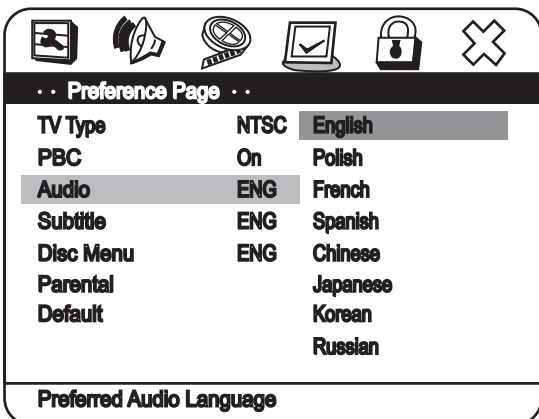 · · Preference Page · ·
TV Type NTSC English
PBC On Polish
Audio ENG French
Subtitle ENG Spanish
Disc Menu ENG Chinese
Parental Japanese
Default Korean
Russian
Preferred Audio Language